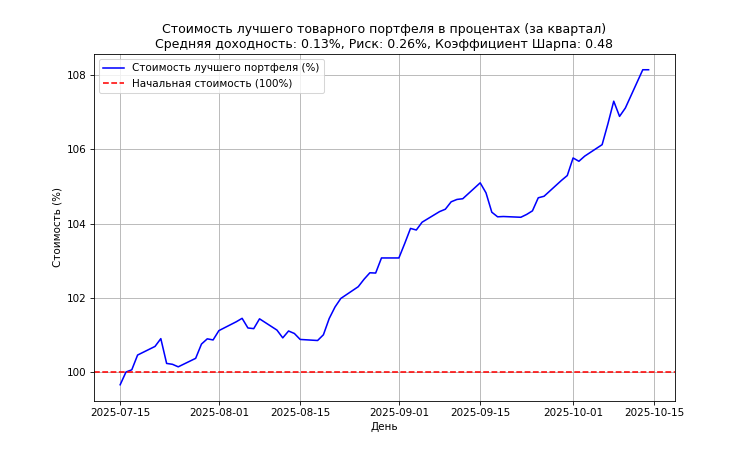 Стоимость лучшего товарного портфеля в процентах (за квартал)
Средняя доходность: 0.13%, Риск: 0.26%, Коэффициент Шарпа: 0.48
Стоимость лучшего портфеля (%)
Начальная стоимость (100%)
Стоимость (%)
108
106
104
102
100
2025-07-15
2025-08-01
2025-08-15
2025-09-01
2025-09-15
2025-10-01
2025-10-15
День